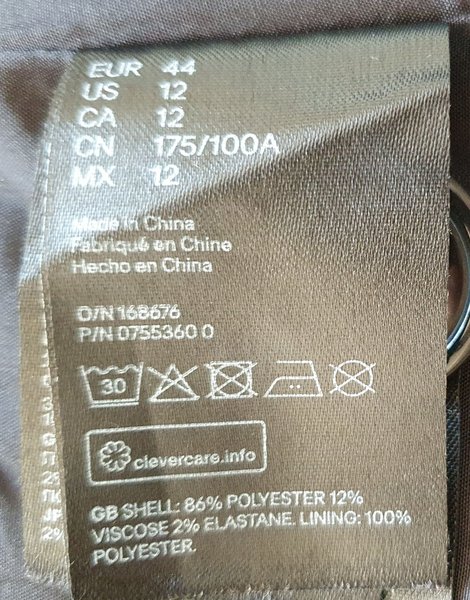 EUR 44
US 12
CA 12
CN 175/100A
MX 12
Made in China
Fabriqué en Chine
Hecho en China
O/N 168676
P/N 0755360 0
30
clevercare.info
GB SHELL: 86% POLYESTER 12%
VISCOSE 2% ELASTANE. LINING: 100%
POLYESTER.